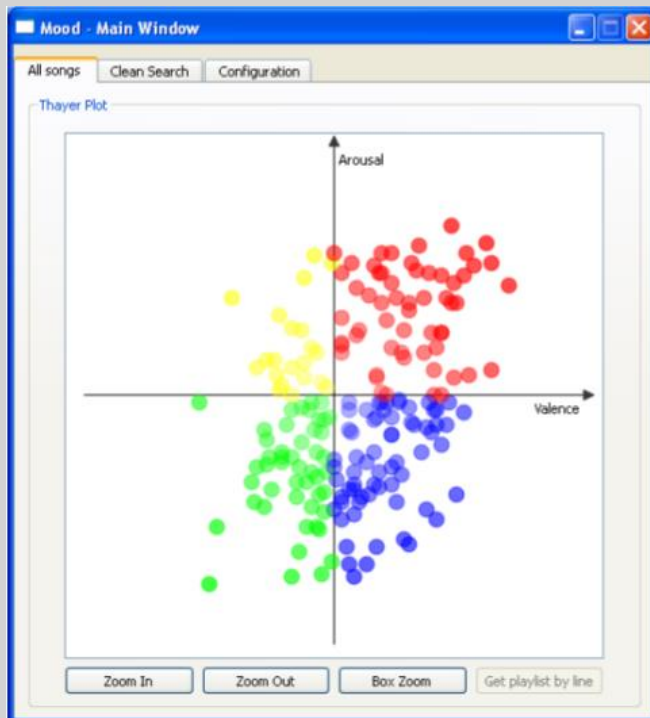 Mood - Main Window
All songs
Clean Search
Configuration
Thayer Plot
Arousal
Valence
Zoom In
Zoom Out
Box Zoom
Get playlist by line